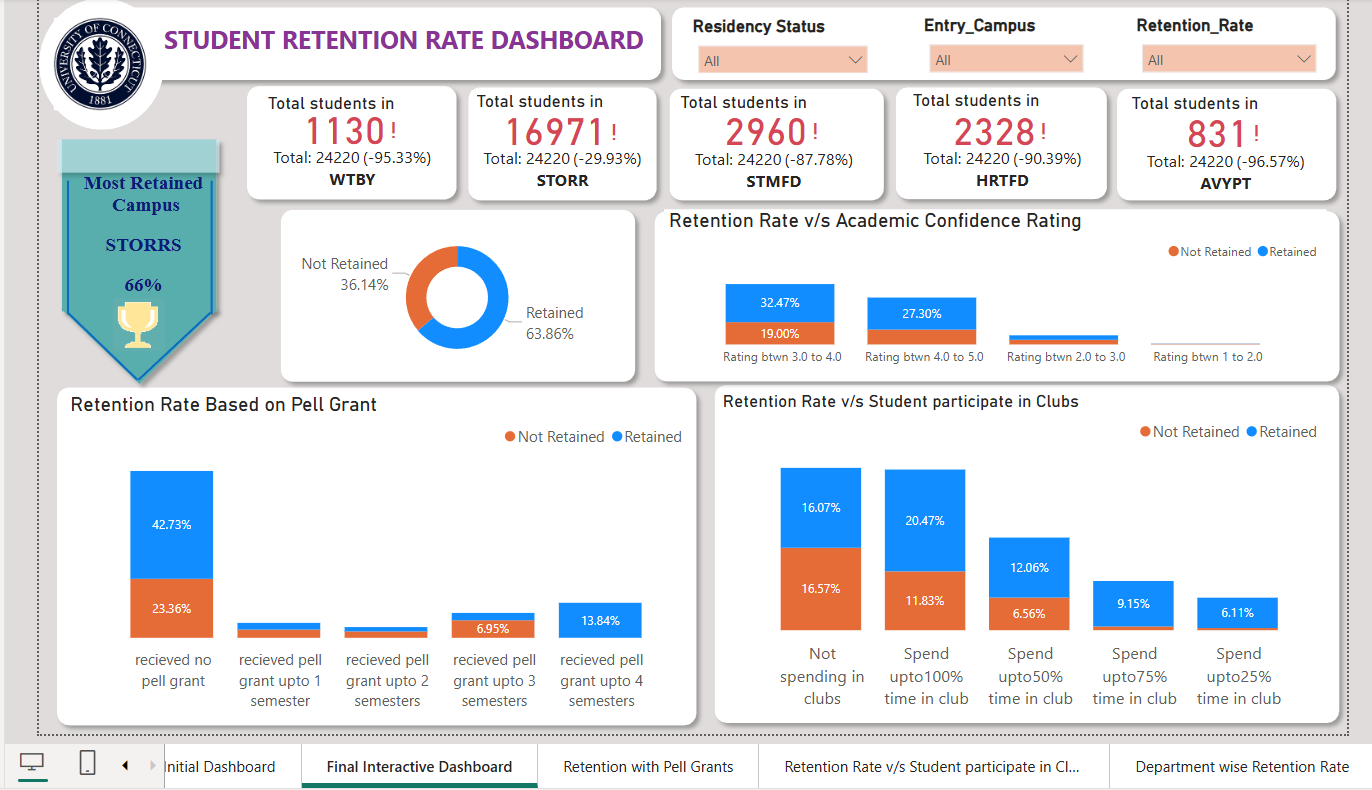 UNIVERSITY OF CONNECTICUT
1881
STUDENT RETENTION RATE DASHBOARD
Residency Status
All
Entry_Campus
All
Retention_Rate
All
Total students in
1130!
Total: 24220 (-95.33%)
WTBY
Total students in
16971!
Total: 24220 (-29.93%)
STORR
Total students in
2960!
Total: 24220 (-87.78%)
STMFD
Total students in
2328!
Total: 24220 (-90.39%)
HRTFD
Total students in
831!
Total: 24220 (-96.57%)
AVYPT
Most Retained
Campus
STORRS
66%
Not Retained
36.14%
Retained
63.86%
Retention Rate v/s Academic Confidence Rating
Not Retained Retained
32.47%
19.00%
27.30%
Rating btwn 3.0 to 4.0
Rating btwn 4.0 to 5.0
Rating btwn 2.0 to 3.0
Rating btwn 1 to 2.0
Retention Rate Based on Pell Grant
Not Retained Retained
42.73%
23.36%
6.95%
13.84%
recieved no
pell grant
recieved pell
grant upto 1
semester
recieved pell
grant upto 2
semesters
recieved pell
grant upto 3
semesters
recieved pell
grant upto 4
semesters
Retention Rate v/s Student participate in Clubs
Not Retained Retained
16.07%
16.57%
20.47%
11.83%
12.06%
6.56%
9.15%
6.11%
Not
spending in
clubs
Spend
upto100%
time in club
Spend
upto50%
time in club
Spend
upto75%
time in club
Spend
upto25%
time in club
Initial Dashboard
Final Interactive Dashboard
Retention with Pell Grants
Retention Rate v/s Student participate in Cl...
Department wise Retention Rate